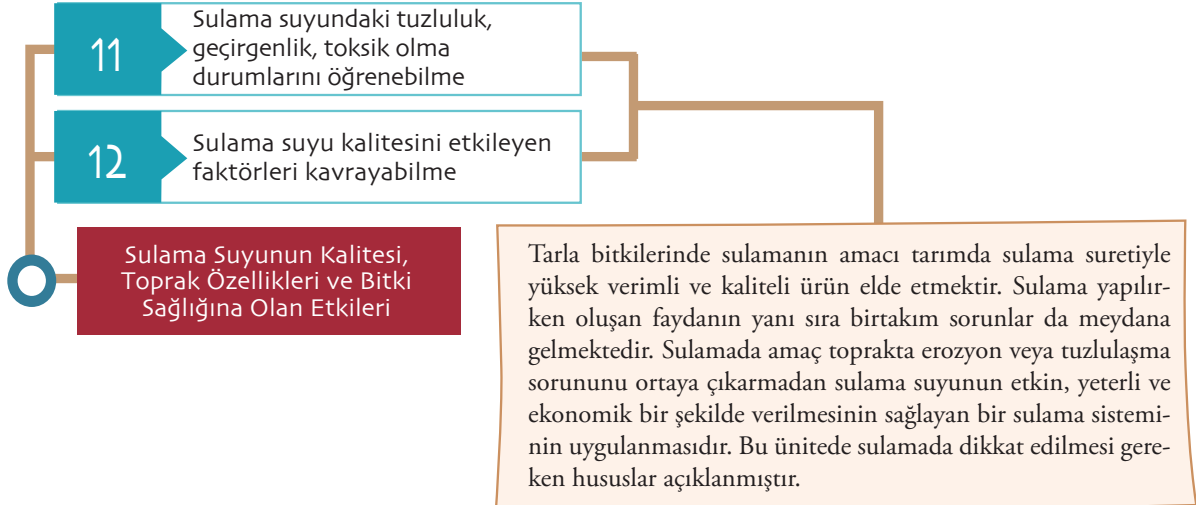 11
Sulama suyundaki tuzluluk,
geçirgenlik, toksik olma
durumlarını öğrenebilme
12
Sulama suyu kalitesini etkileyen
faktörleri kavrayabilme
Sulama Suyunun Kalitesi,
Toprak Özellikleri ve Bitki
Sağlığına Olan Etkileri
Tarla bitkilerinde sulamanın amacı tarımda sulama suretiyle
yüksek verimli ve kaliteli ürün elde etmektir. Sulama yapılır-
ken oluşan faydanın yanı sıra birtakım sorunlar da meydana
gelmektedir. Sulamada amaç toprakta erozyon veya tuzlulaşma
sorununu ortaya çıkarmadan sulama suyunun etkin, yeterli ve
ekonomik bir şekilde verilmesinin sağlayan bir sulama sistemi-
nin uygulanmasıdır. Bu ünitede sulamada dikkat edilmesi gere-
ken hususlar açıklanmıştır.